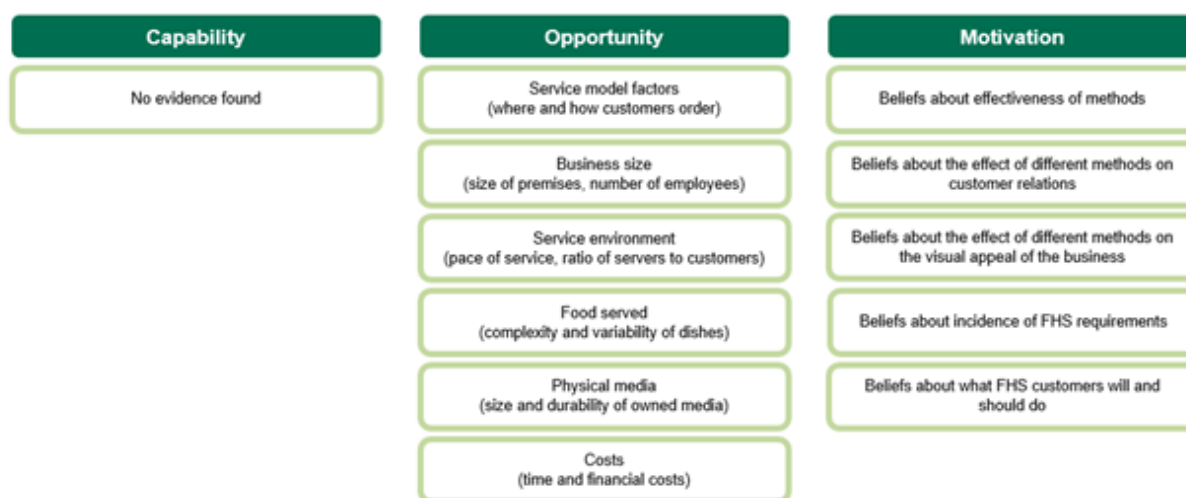 Capability
No evidence found
Opportunity
Service model factors
(where and how customers order)
Business size
(size of premises, number of employees)
Service environment
(pace of service, ratio of servers to customers)
Food served
(complexity and variability of dishes)
Physical media
(size and durability of owned media)
Costs
(time and financial costs)
Motivation
Beliefs about effectiveness of methods
Beliefs about the effect of different methods on
customer relations
Beliefs about the effect of different methods on
the visual appeal of the business
Beliefs about incidence of FHS requirements
Beliefs about what FHS customers will and
should do